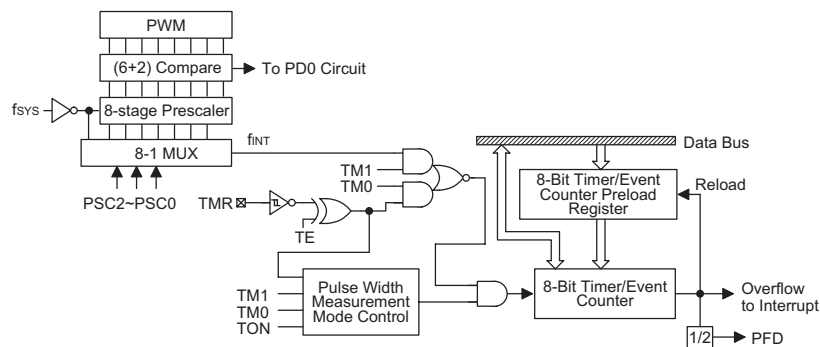 PWM
(6+2) Compare
To PD0 Circuit
fSYS
8-stage Prescaler
8-1 MUX
fINT
PSC2~PSC0
TM1
TM0
TMR
TE
Data Bus
8-Bit Timer/Event
Counter Preload
Register
Reload
TM1
TM0
TON
Pulse Width
Measurement
Mode Control
8-Bit Timer/Event
Counter
Overflow
to Interrupt
1/2
PFD